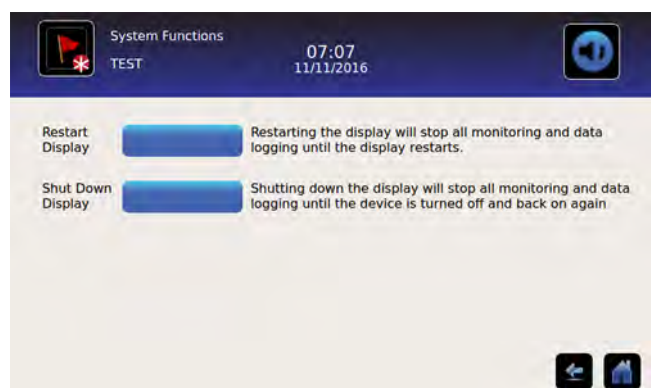 System Functions
TEST
07:07
11/11/2016
Restart
Display
Restarting the display will stop all monitoring and data
logging until the display restarts.
Shut Down
Display
Shutting down the display will stop all monitoring and data
logging until the device is turned off and back on again